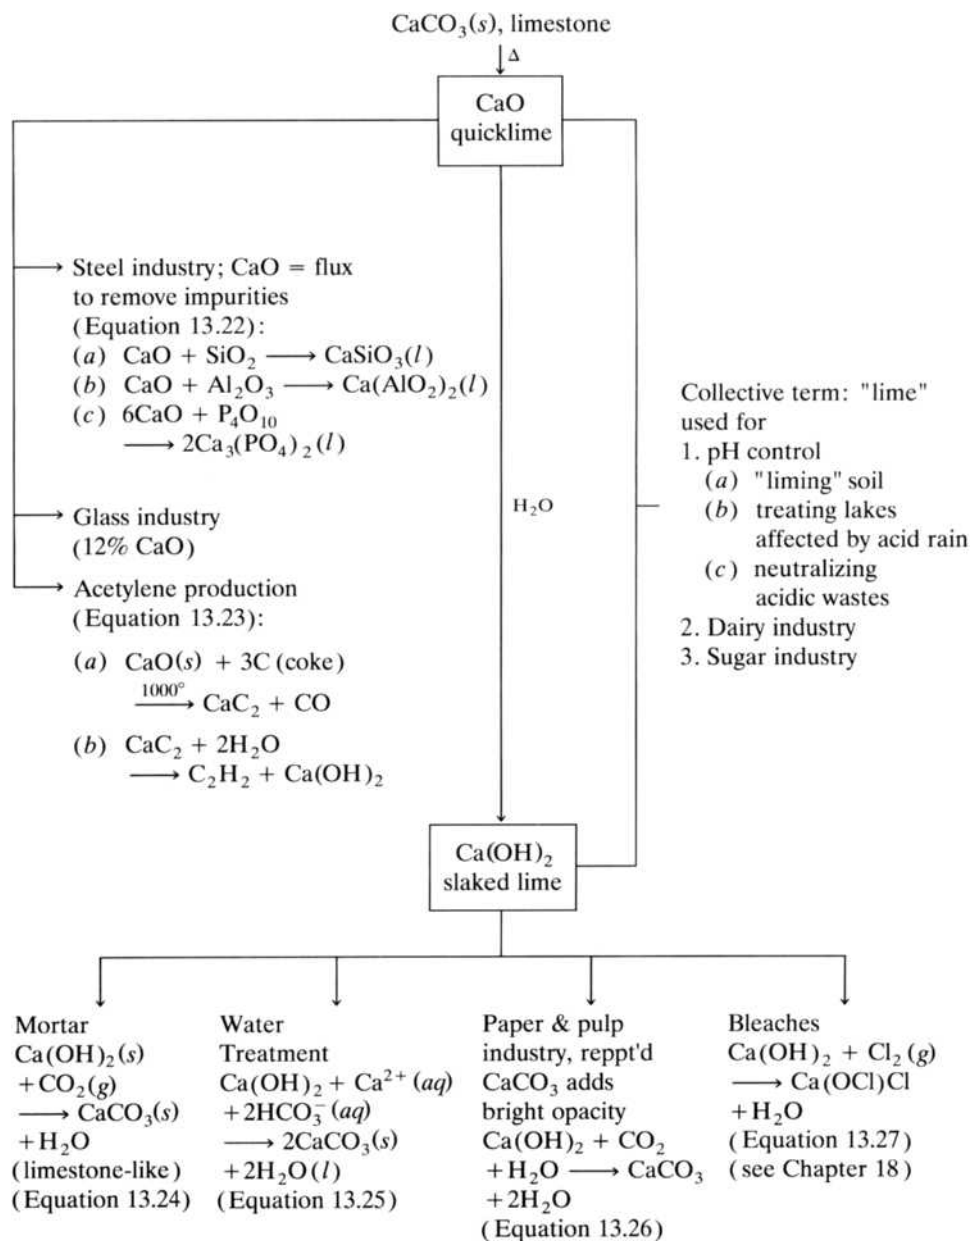 CaCO₃(s), limestone
Δ
CaO
quicklime
Steel industry; CaO = flux
to remove impurities
(Equation 13.22):
(a) CaO + SiO₂ ⟶ CaSiO₃(l)
(b) CaO + Al₂O₃ ⟶ Ca(AlO₂)₂(l)
(c) 6CaO + P₄O₁₀
⟶ 2Ca₃(PO₄)₂(l)
Glass industry
(12% CaO)
Acetylene production
(Equation 13.23):
(a) CaO(s) + 3C (coke)
1000°
⟶ CaC₂ + CO
(b) CaC₂ + 2H₂O
⟶ C₂H₂ + Ca(OH)₂
H₂O
Collective term: "lime"
used for
1. pH control
(a) "liming" soil
(b) treating lakes
affected by acid rain
(c) neutralizing
acidic wastes
2. Dairy industry
3. Sugar industry
Ca(OH)₂
slaked lime
Mortar
Ca(OH)₂(s)
+CO₂(g)
⟶ CaCO₃(s)
+H₂O
(limestone-like)
(Equation 13.24)
Water
Treatment
Ca(OH)₂ + Ca²⁺(aq)
+2HCO₃⁻(aq)
⟶ 2CaCO₃(s)
+2H₂O(l)
(Equation 13.25)
Paper & pulp
industry, reppt'd
CaCO₃ adds
bright opacity
Ca(OH)₂ + CO₂
+H₂O ⟶ CaCO₃
+2H₂O
(Equation 13.26)
Bleaches
Ca(OH)₂ + Cl₂(g)
⟶ Ca(OCl)Cl
+H₂O
(Equation 13.27)
(see Chapter 18)